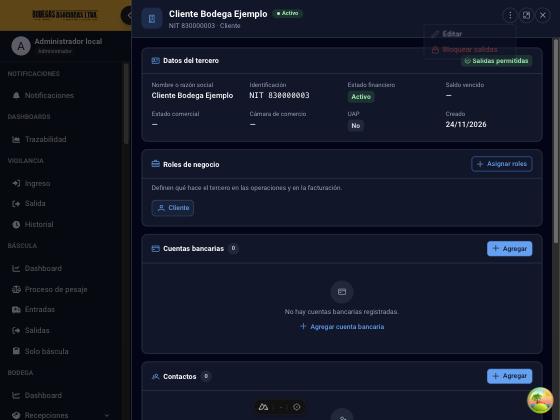 BODEGAS ASOCIADAS LTDA.
Cliente Bodega Ejemplo
Activo
NIT 830000003 · Cliente
A
Administrador local
Administrador
NOTIFICACIONES
Notificaciones
DASHBOARDS
Trazabilidad
VIGILANCIA
Ingreso
Salida
Historial
BÁSCULA
Dashboard
Proceso de pesaje
Entradas
Salidas
Solo báscula
BODEGA
Dashboard
Recepciones
Editar
Bloquear salidas
Datos del tercero
Salidas permitidas
Nombre o razón social
Identificación
Estado financiero
Saldo vencido
Cliente Bodega Ejemplo
NIT 830000003
Activo
—
Estado comercial
Cámara de comercio
UAP
Creado
—
—
No
24/11/2026
Roles de negocio
Asignar roles
Definen qué hace el tercero en las operaciones y en la facturación.
Cliente
Cuentas bancarias 0
Agregar
No hay cuentas bancarias registradas.
Agregar cuenta bancaria
Contactos 0
Agregar